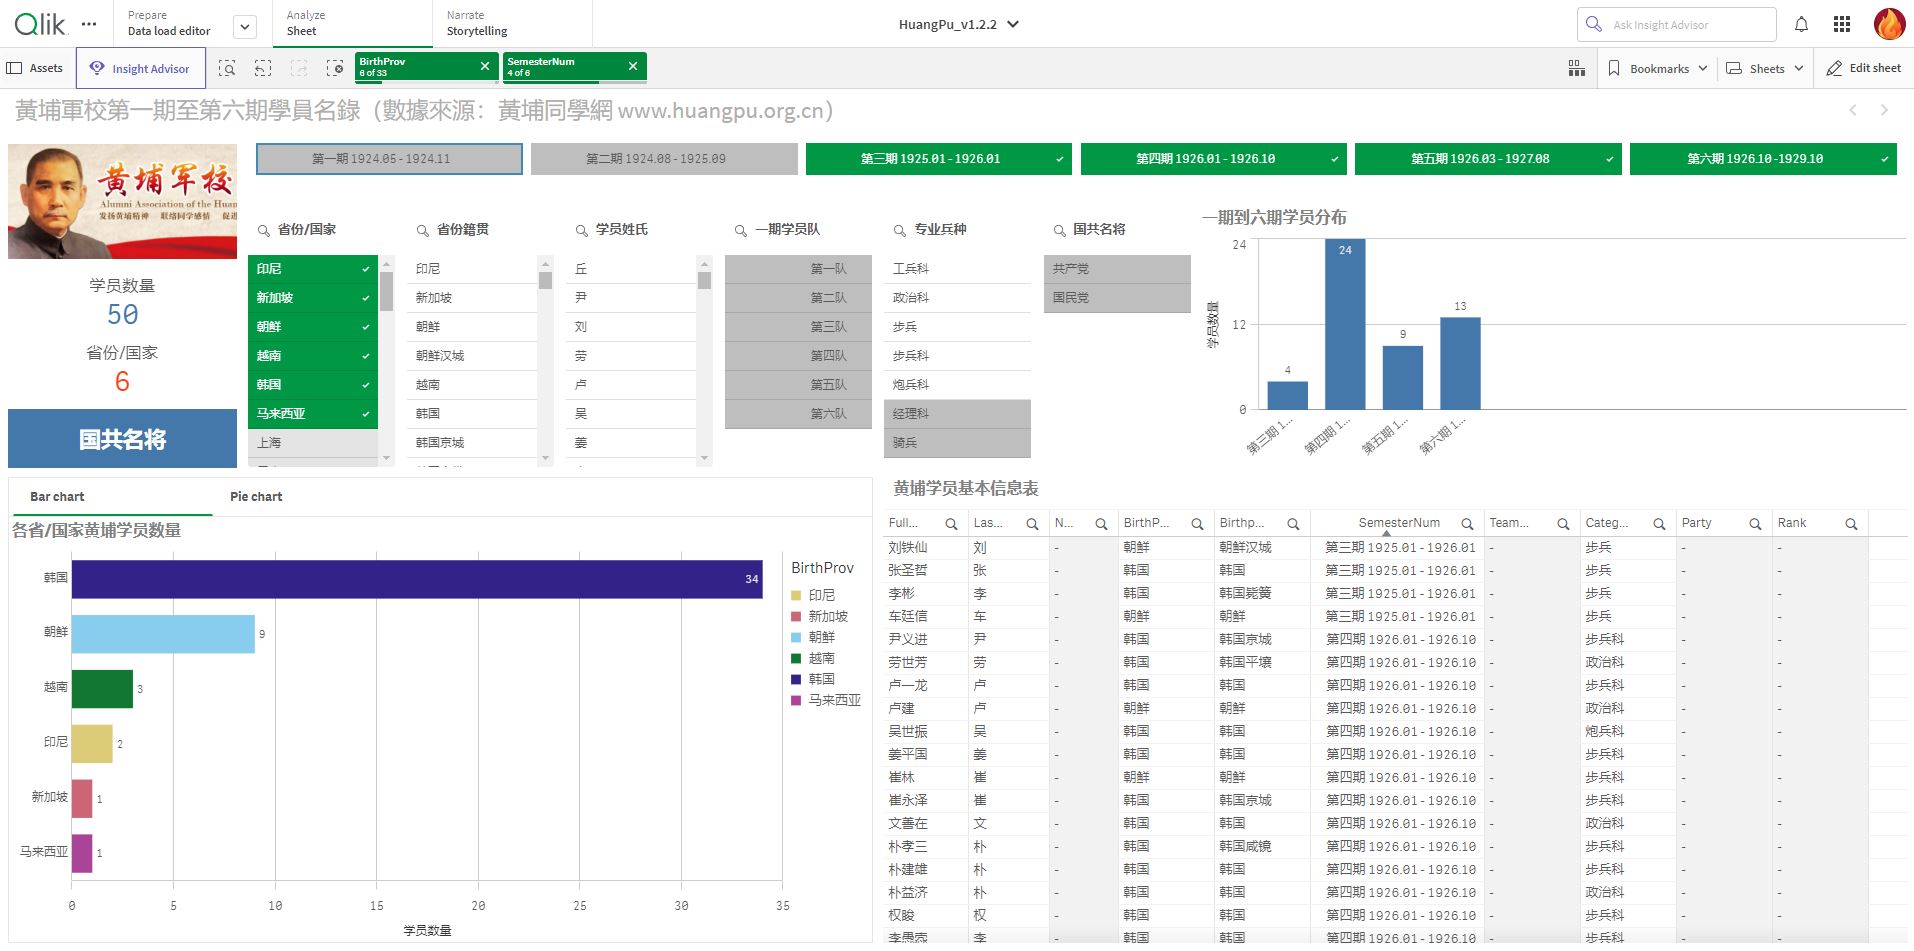 Qlik
Prepare
Data load editor
Analyze
Sheet
Narrate
Storytelling
HuangPu_v1.2.2
Ask Insight Advisor
Assets
Insight Advisor
BirthProv
6 of 33
SemesterNum
4 of 6
Bookmarks
Sheets
Edit sheet
黃埔軍校第一期至第六期學員名錄（數據來源：黃埔同學網 www.huangpu.org.cn）
黄埔军校
Alumni Association of the Huan
发扬黄埔精神 联络同学感情 促进
学员数量
50
省份/国家
6
国共名将
第一期 1924.05 - 1924.11
第二期 1924.08 - 1925.09
第三期 1925.01 - 1926.01
第四期 1926.01 - 1926.10
第五期 1926.03 - 1927.08
第六期 1926.10 -1929.10
省份/国家
印尼
新加坡
朝鲜
越南
韩国
马来西亚
上海
省份籍贯
印尼
新加坡
朝鲜
朝鲜汉城
越南
韩国
韩国京城
学员姓氏
丘
尹
刘
劳
卢
吴
姜
一期学员队
第一队
第二队
第三队
第四队
第五队
第六队
专业兵种
工兵科
政治科
步兵
步兵科
炮兵科
经理科
骑兵
国共名将
共产党
国民党
一期到六期学员分布
学员数量
24
12
0
4
24
9
13
第三期 1...
第四期 1...
第五期 1...
第六期 1...
Bar chart
Pie chart
各省/国家黄埔学员数量
韩国 34
朝鲜 9
越南 3
印尼 2
新加坡 1
马来西亚 1
0 5 10 15 20 25 30 35
学员数量
BirthProv
印尼
新加坡
朝鲜
越南
韩国
马来西亚
黄埔学员基本信息表
Full... Las... N... BirthP... Birthp... SemesterNum Team... Categ... Party Rank
刘铁仙 刘 - 朝鲜 朝鲜汉城 第三期 1925.01 - 1926.01 - 步兵 - -
张圣哲 张 - 韩国 韩国 第三期 1925.01 - 1926.01 - 步兵 - -
李彬 李 - 韩国 韩国毙簧 第三期 1925.01 - 1926.01 - 步兵 - -
车廷信 车 - 朝鲜 朝鲜 第三期 1925.01 - 1926.01 - 步兵 - -
尹义进 尹 - 韩国 韩国京城 第四期 1926.01 - 1926.10 - 步兵科 - -
劳世芳 劳 - 韩国 韩国平壤 第四期 1926.01 - 1926.10 - 政治科 - -
卢一龙 卢 - 韩国 韩国 第四期 1926.01 - 1926.10 - 步兵科 - -
卢建 卢 - 朝鲜 朝鲜 第四期 1926.01 - 1926.10 - 政治科 - -
吴世振 吴 - 韩国 韩国 第四期 1926.01 - 1926.10 - 炮兵科 - -
姜平国 姜 - 韩国 韩国 第四期 1926.01 - 1926.10 - 步兵科 - -
崔林 崔 - 朝鲜 朝鲜 第四期 1926.01 - 1926.10 - 步兵科 - -
崔永泽 崔 - 韩国 韩国京城 第四期 1926.01 - 1926.10 - 步兵科 - -
文善在 文 - 韩国 韩国 第四期 1926.01 - 1926.10 - 政治科 - -
朴孝三 朴 - 韩国 韩国咸镜 第四期 1926.01 - 1926.10 - 步兵科 - -
朴建雄 朴 - 韩国 韩国 第四期 1926.01 - 1926.10 - 步兵科 - -
朴益济 朴 - 韩国 韩国 第四期 1926.01 - 1926.10 - 政治科 - -
权晙 权 - 韩国 韩国 第四期 1926.01 - 1926.10 - 步兵科 - -
李愚悫 李 - 韩国 韩国 第四期 1926.01 - 1926.10 - 步兵科 - -